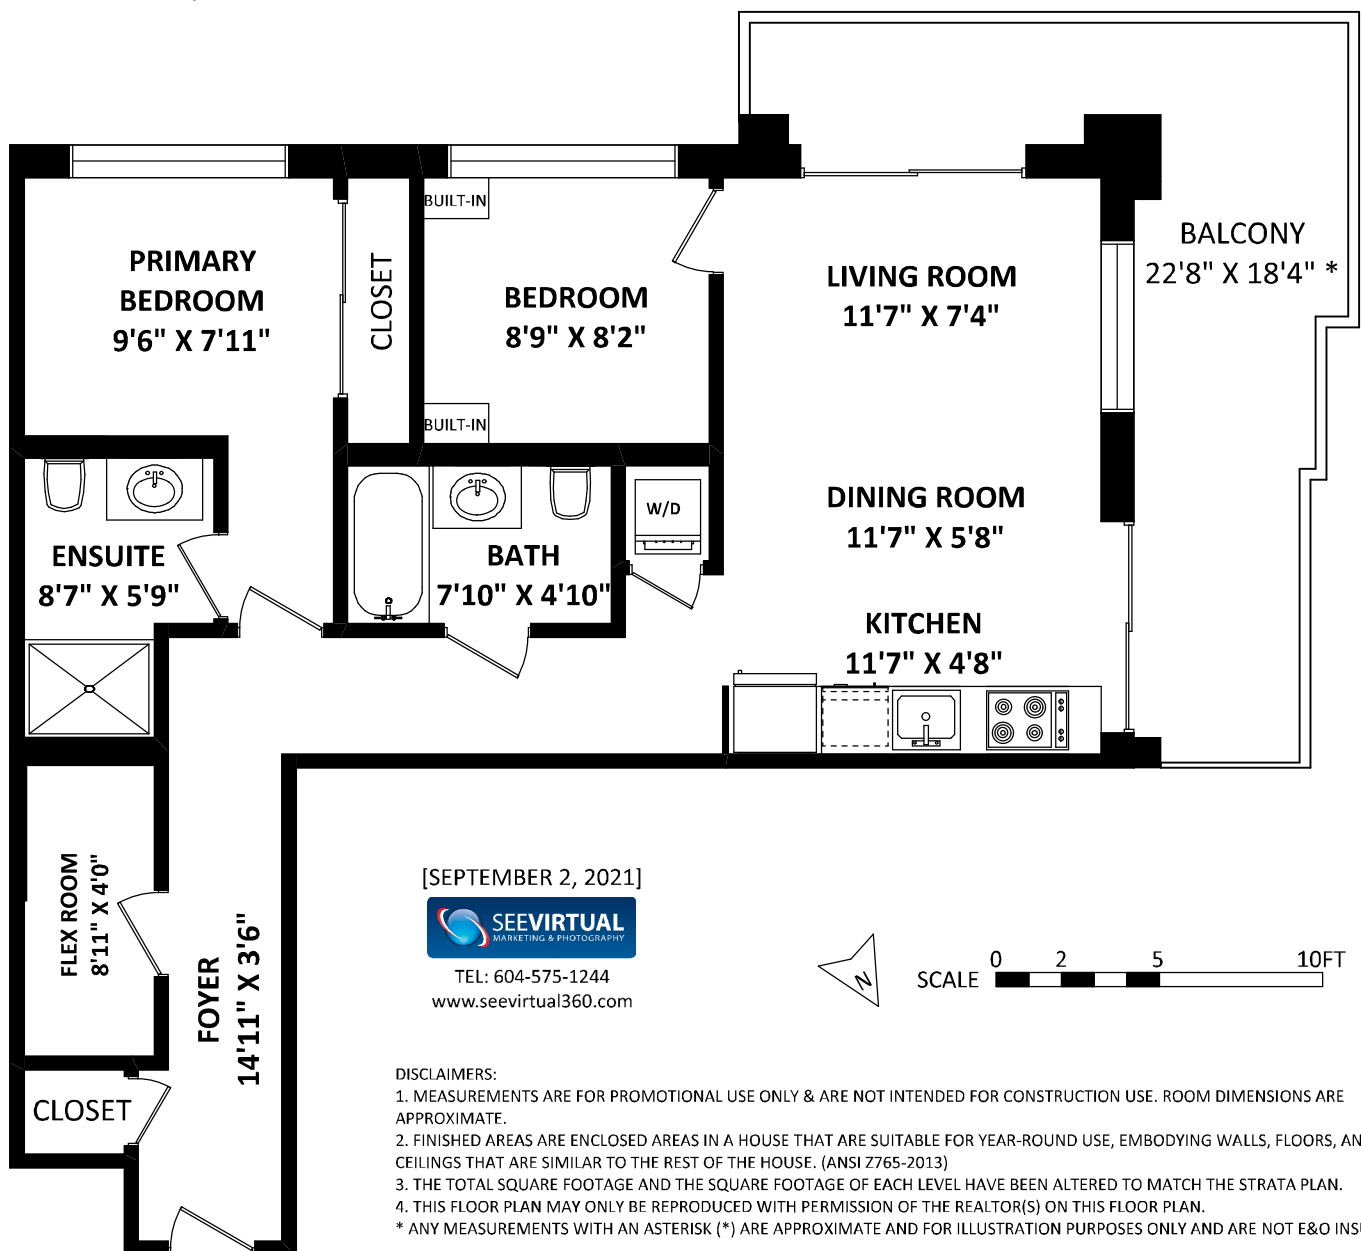 BUILT-IN
PRIMARY
BEDROOM
9'6" X 7'11"
CLOSET
BEDROOM
8'9" X 8'2"
BUILT-IN
LIVING ROOM
11'7" X 7'4"
BALCONY
22'8" X 18'4" *
ENSUITE
8'7" X 5'9"
BATH
7'10" X 4'10"
W/D
DINING ROOM
11'7" X 5'8"
KITCHEN
11'7" X 4'8"
FLEX ROOM
8'11" X 4'0"
FOYER
14'11" X 3'6"
CLOSET
[SEPTEMBER 2, 2021]
SEEVIRTUAL
MARKETING & PHOTOGRAPHY
TEL: 604-575-1244
www.seevirtual360.com
N
SCALE
0 2 5 10FT
DISCLAIMERS:
1. MEASUREMENTS ARE FOR PROMOTIONAL USE ONLY & ARE NOT INTENDED FOR CONSTRUCTION USE. ROOM DIMENSIONS ARE
APPROXIMATE.
2. FINISHED AREAS ARE ENCLOSED AREAS IN A HOUSE THAT ARE SUITABLE FOR YEAR-ROUND USE, EMBODYING WALLS, FLOORS, AN
CEILINGS THAT ARE SIMILAR TO THE REST OF THE HOUSE. (ANSI Z765-2013)
3. THE TOTAL SQUARE FOOTAGE AND THE SQUARE FOOTAGE OF EACH LEVEL HAVE BEEN ALTERED TO MATCH THE STRATA PLAN.
4. THIS FLOOR PLAN MAY ONLY BE REPRODUCED WITH PERMISSION OF THE REALTOR(S) ON THIS FLOOR PLAN.
* ANY MEASUREMENTS WITH AN ASTERISK (*) ARE APPROXIMATE AND FOR ILLUSTRATION PURPOSES ONLY AND ARE NOT E&O INS